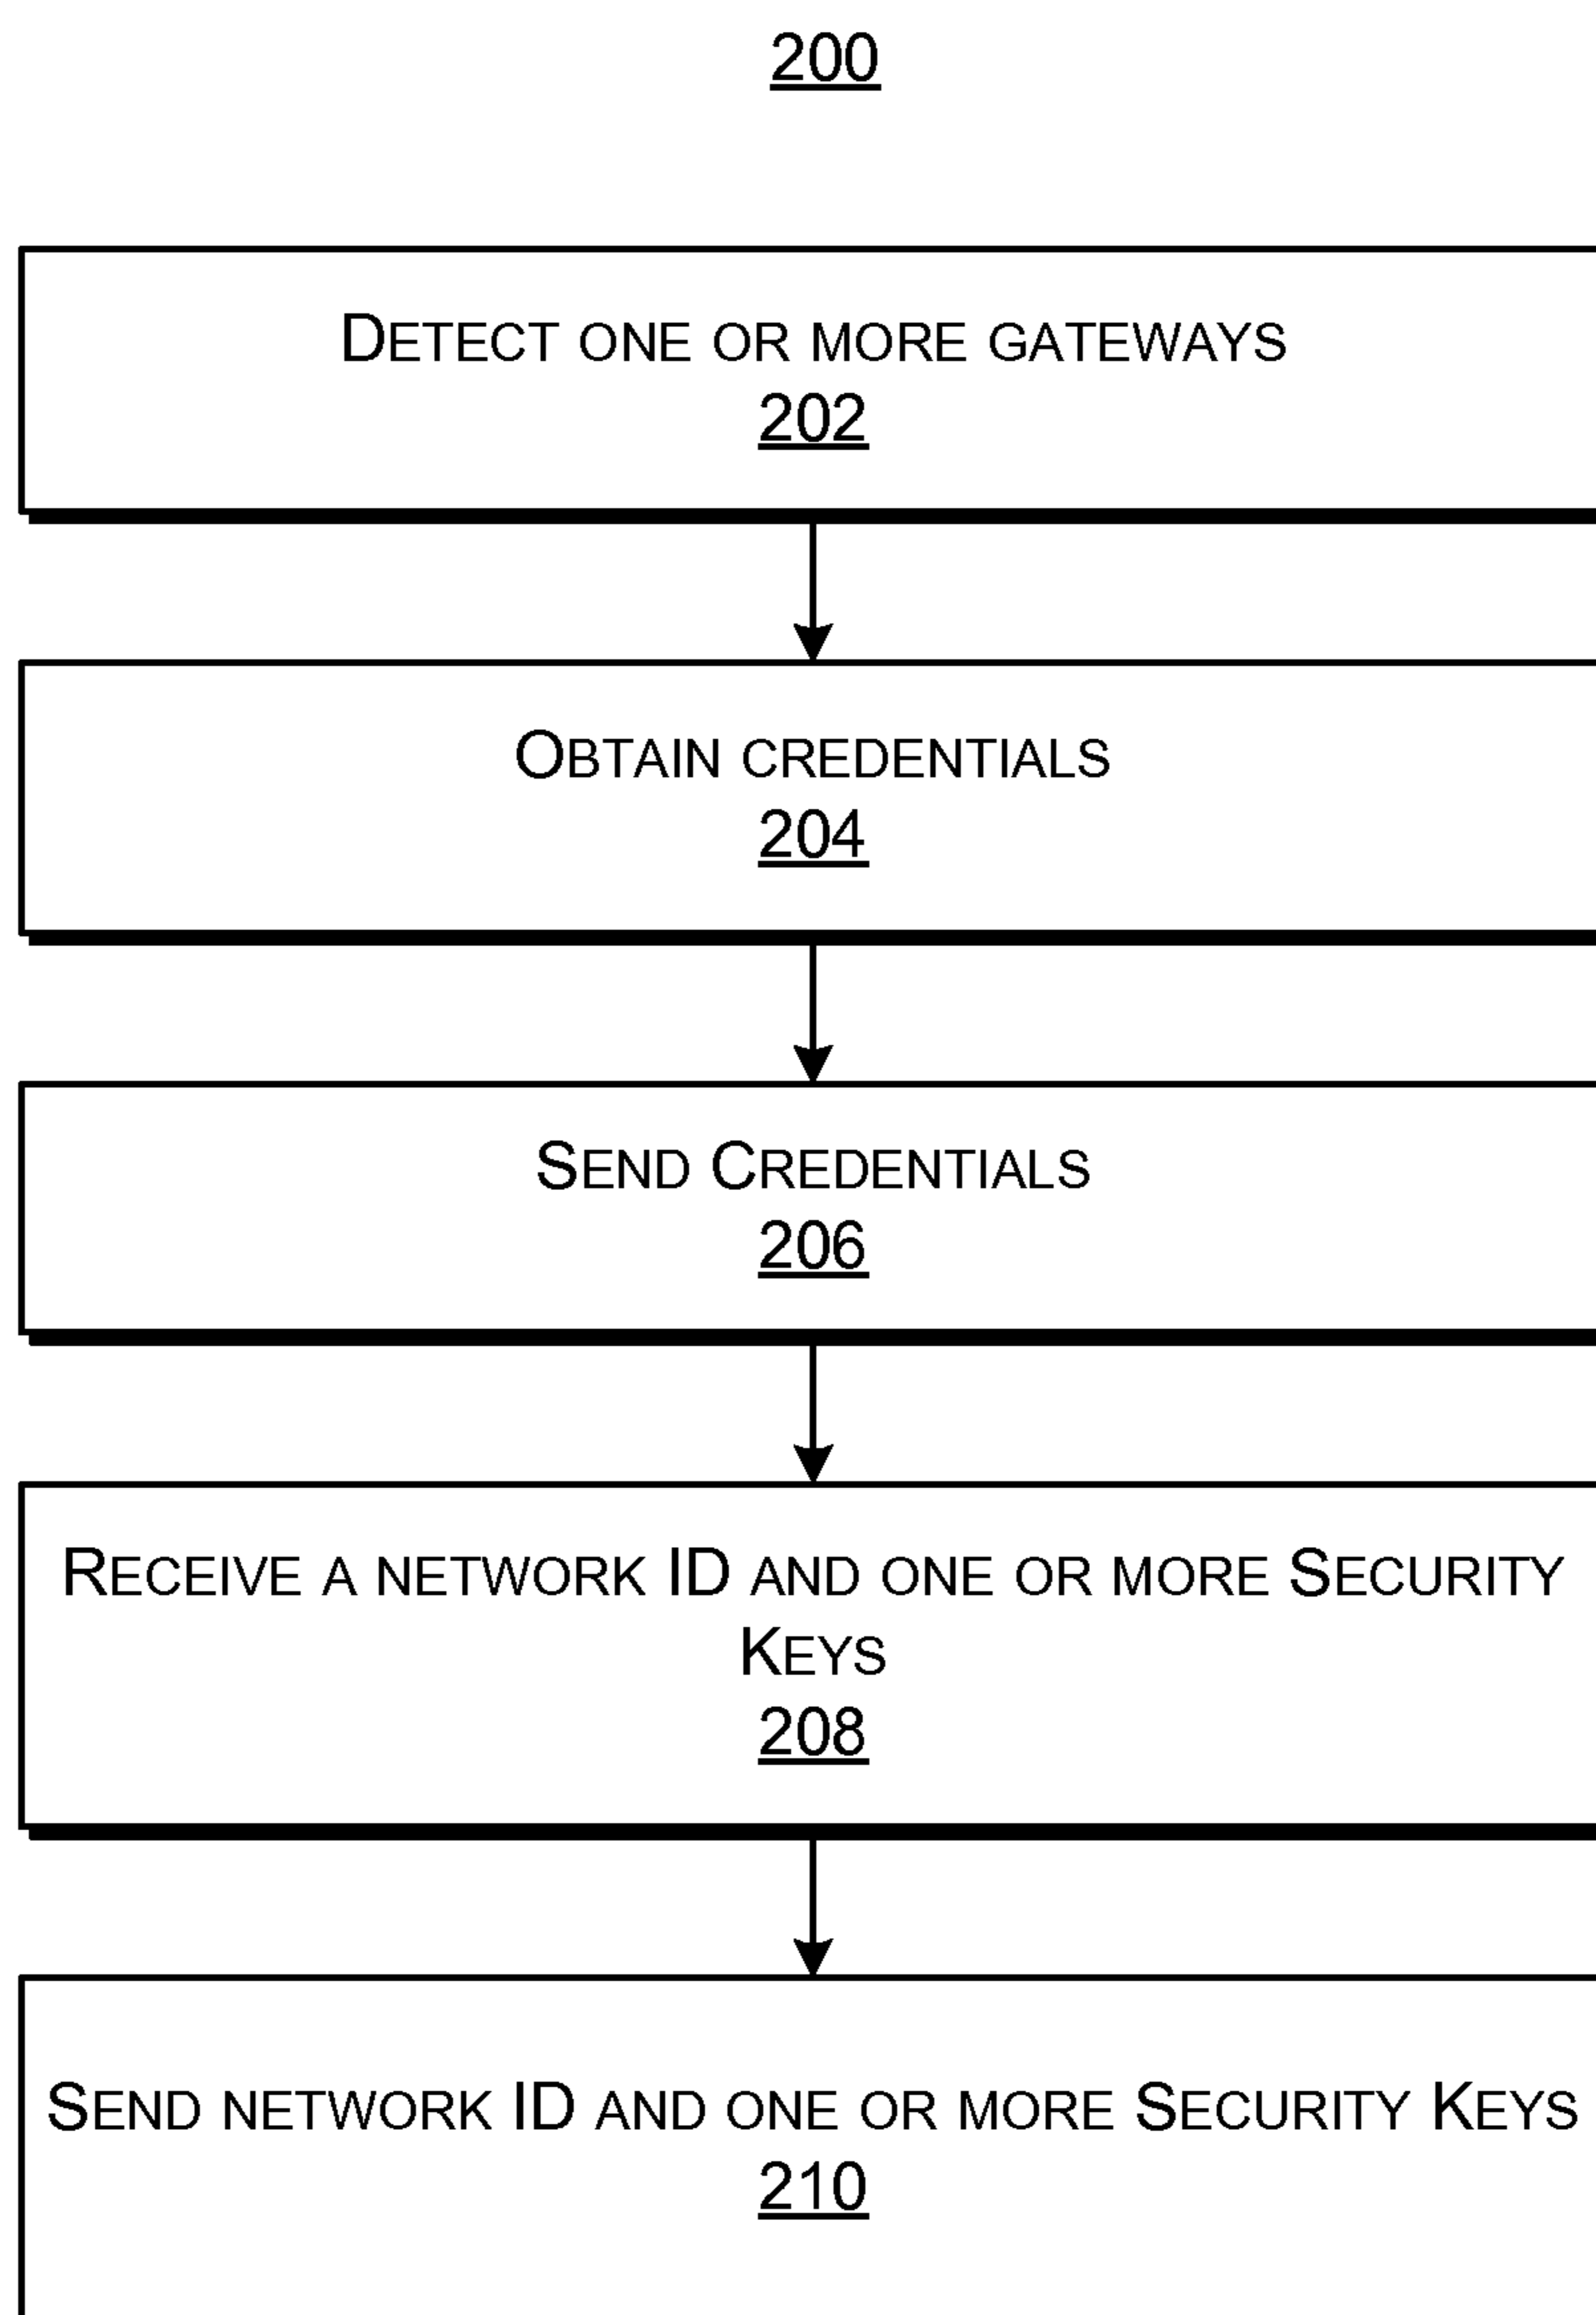 200
DETECT ONE OR MORE GATEWAYS
202
OBTAIN CREDENTIALS
204
SEND CREDENTIALS
206
RECEIVE A NETWORK ID AND ONE OR MORE SECURITY
KEYS
208
SEND NETWORK ID AND ONE OR MORE SECURITY KEYS
210